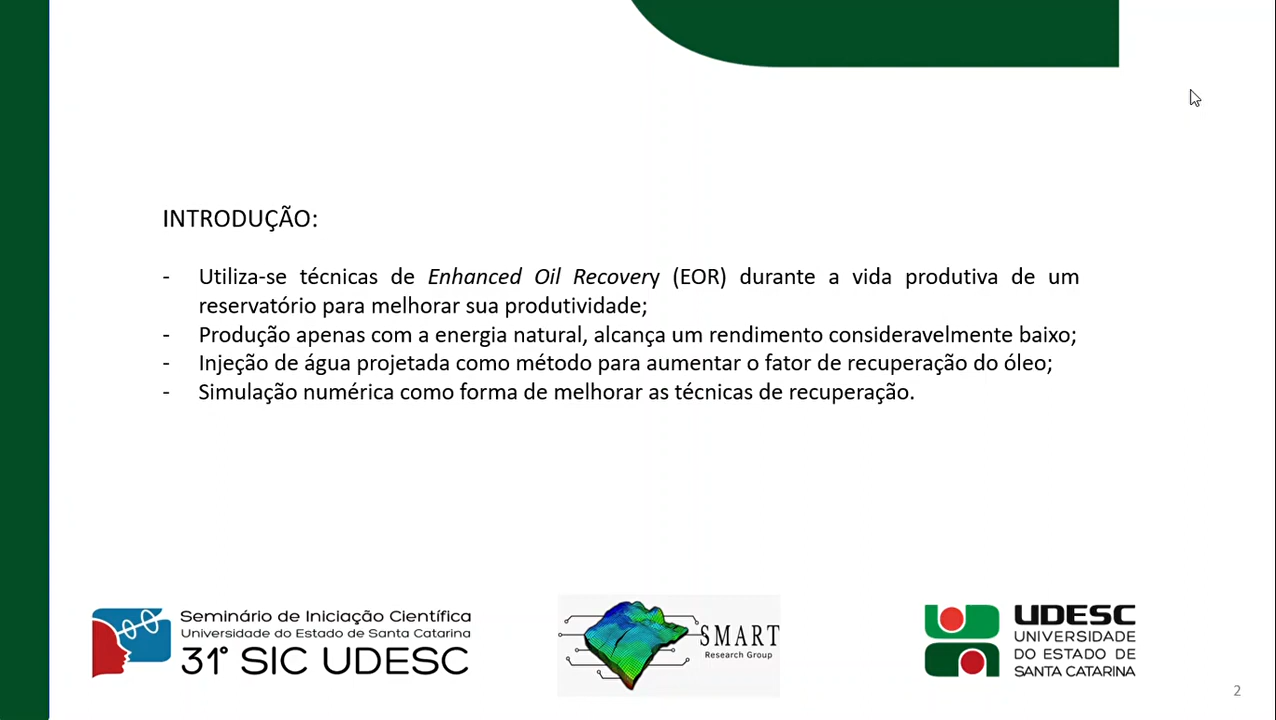 INTRODUÇÃO:
- Utiliza-se técnicas de Enhanced Oil Recovery (EOR) durante a vida produtiva de um
reservatório para melhorar sua produtividade;
- Produção apenas com a energia natural, alcança um rendimento consideravelmente baixo;
- Injeção de água projetada como método para aumentar o fator de recuperação do óleo;
- Simulação numérica como forma de melhorar as técnicas de recuperação.
Seminário de Iniciação Científica
Universidade do Estado de Santa Catarina
31° SIC UDESC
SMART
Research Group
UDESC
UNIVERSIDADE
DO ESTADO DE
SANTA CATARINA
2